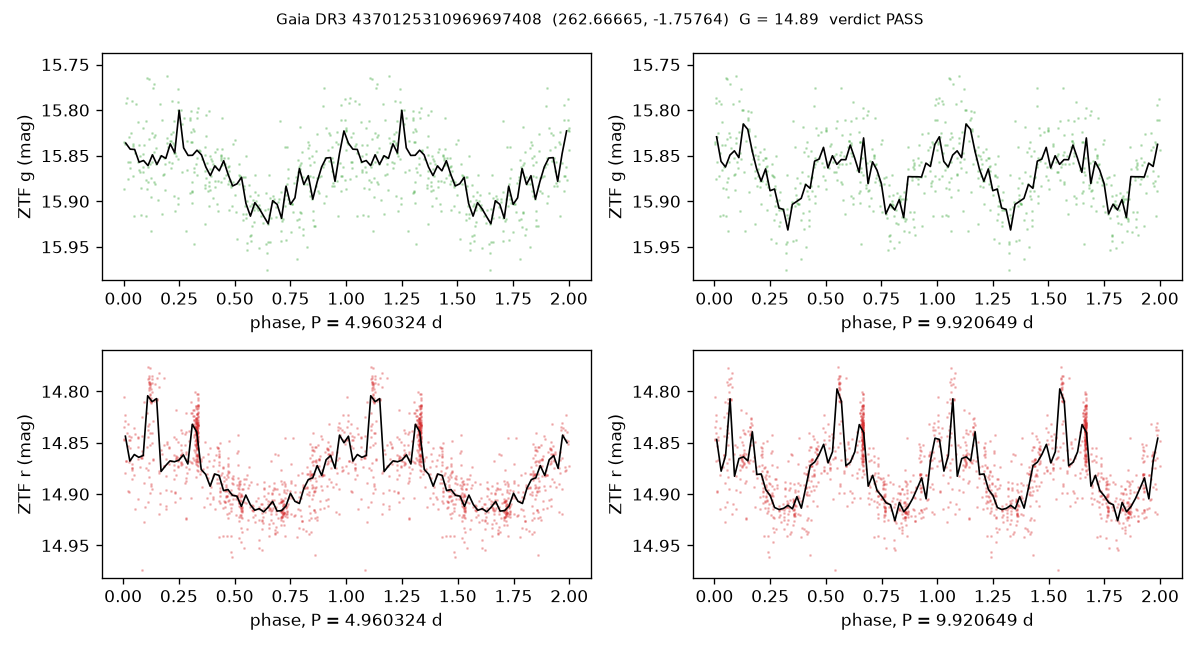 Gaia DR3 4370125310969697408  (262.66665, -1.75764)  G = 14.89  verdict PASS
15.75
15.80
15.85
15.90
15.95
ZTF g (mag)
0.00 0.25 0.50 0.75 1.00 1.25 1.50 1.75 2.00
phase, P = 4.960324 d
15.75
15.80
15.85
15.90
15.95
ZTF g (mag)
0.00 0.25 0.50 0.75 1.00 1.25 1.50 1.75 2.00
phase, P = 9.920649 d
14.80
14.85
14.90
14.95
ZTF r (mag)
0.00 0.25 0.50 0.75 1.00 1.25 1.50 1.75 2.00
phase, P = 4.960324 d
14.80
14.85
14.90
14.95
ZTF r (mag)
0.00 0.25 0.50 0.75 1.00 1.25 1.50 1.75 2.00
phase, P = 9.920649 d